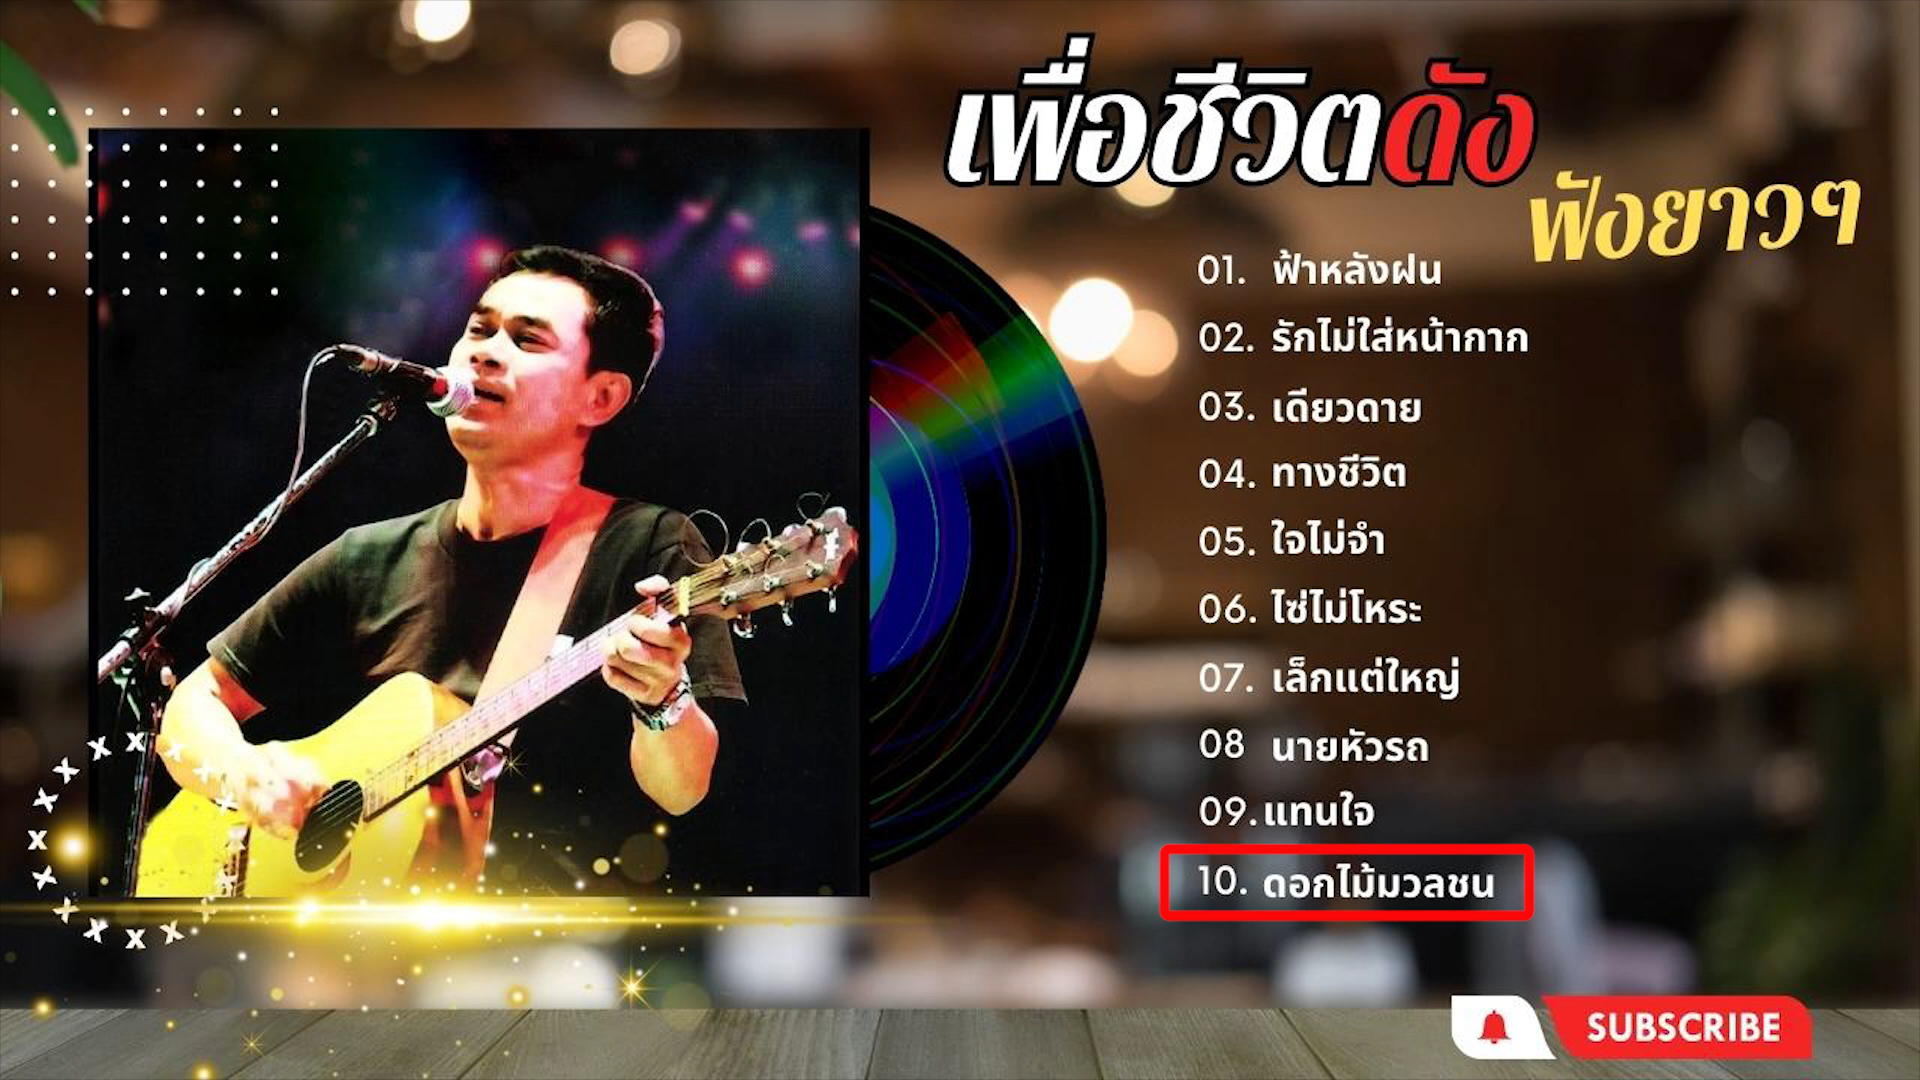 เพื่อชีวิตดัง
ฟังยาวๆ
01. ฟ้าหลังฝน
02. รักไม่ใส่หน้ากาก
03. เดียวดาย
04. ทางชีวิต
05. ใจไม่จำ
06. ไซ่ไม่โหระ
07. เล็กแต่ใหญ่
08 นายหัวรถ
09. แทนใจ
10. ดอกไม้มวลชน
SUBSCRIBE